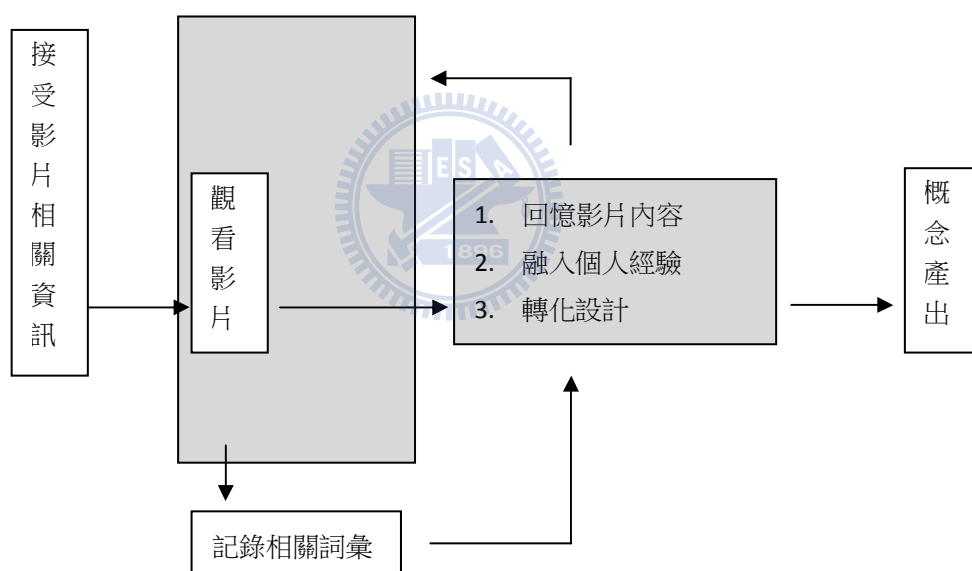 接受影片相關資訊
觀看影片
1. 回憶影片內容
2. 融入個人經驗
3. 轉化設計
概念產出
記錄相關詞彙
ESA
1896